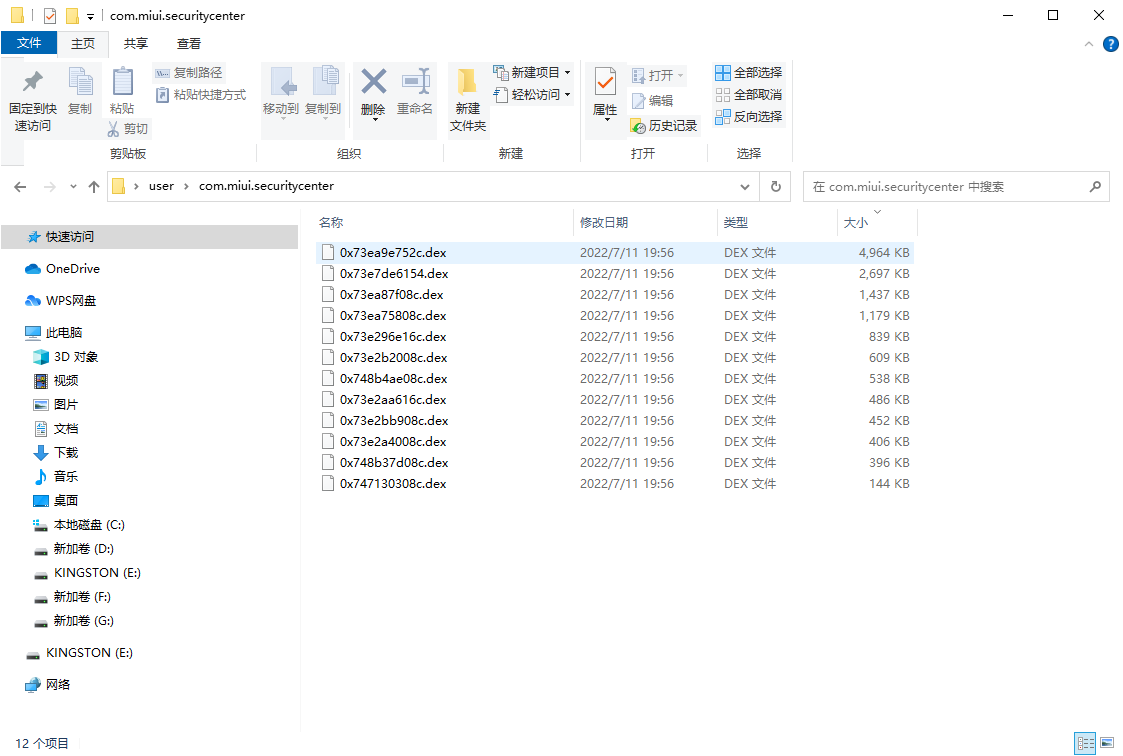 com.miui.securitycenter
文件 主页 共享 查看
固定到快速访问
复制
粘贴
复制路径
粘贴快捷方式
剪切
剪贴板
移动到
复制到
删除
重命名
组织
新建文件夹
新建项目
轻松访问
新建
属性
打开
编辑
历史记录
打开
全部选择
全部取消
反向选择
选择
user > com.miui.securitycenter
在 com.miui.securitycenter 中搜索
快速访问
OneDrive
WPS网盘
此电脑
3D 对象
视频
图片
文档
下载
音乐
桌面
本地磁盘 (C:)
新加卷 (D:)
KINGSTON (E:)
新加卷 (F:)
新加卷 (G:)
KINGSTON (E:)
网络
名称 修改日期 类型 大小
0x73ea9e752c.dex 2022/7/11 19:56 DEX 文件 4,964 KB
0x73e7de6154.dex 2022/7/11 19:56 DEX 文件 2,697 KB
0x73ea87f08c.dex 2022/7/11 19:56 DEX 文件 1,437 KB
0x73ea75808c.dex 2022/7/11 19:56 DEX 文件 1,179 KB
0x73e296e16c.dex 2022/7/11 19:56 DEX 文件 839 KB
0x73e2b2008c.dex 2022/7/11 19:56 DEX 文件 609 KB
0x748b4ae08c.dex 2022/7/11 19:56 DEX 文件 538 KB
0x73e2aa616c.dex 2022/7/11 19:56 DEX 文件 486 KB
0x73e2bb908c.dex 2022/7/11 19:56 DEX 文件 452 KB
0x73e2a4008c.dex 2022/7/11 19:56 DEX 文件 406 KB
0x748b37d08c.dex 2022/7/11 19:56 DEX 文件 396 KB
0x747130308c.dex 2022/7/11 19:56 DEX 文件 144 KB
12 个项目